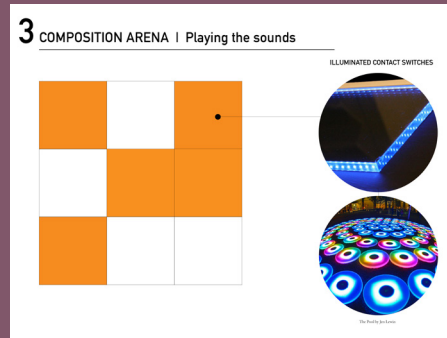 3 COMPOSITION ARENA | Playing the sounds
ILLUMINATED CONTACT SWITCHES
The Pool by Jen Lewin